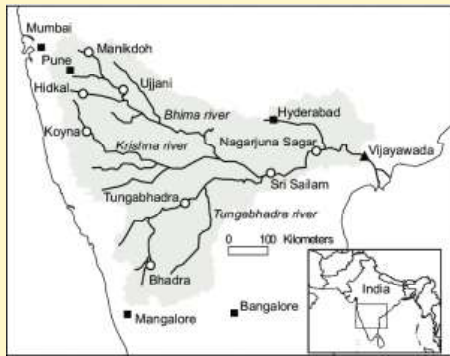 Mumbai
Manikdoh
Pune
Ujjani
Hidkal
Bhima river
Hyderabad
Koyna
Krishna river
Nagarjuna Sagar
Vijayawada
Sri Sailam
Tungabhadra
Tungabhadra river
0 100 Kilometers
Bhadra
India
Mangalore
Bangalore